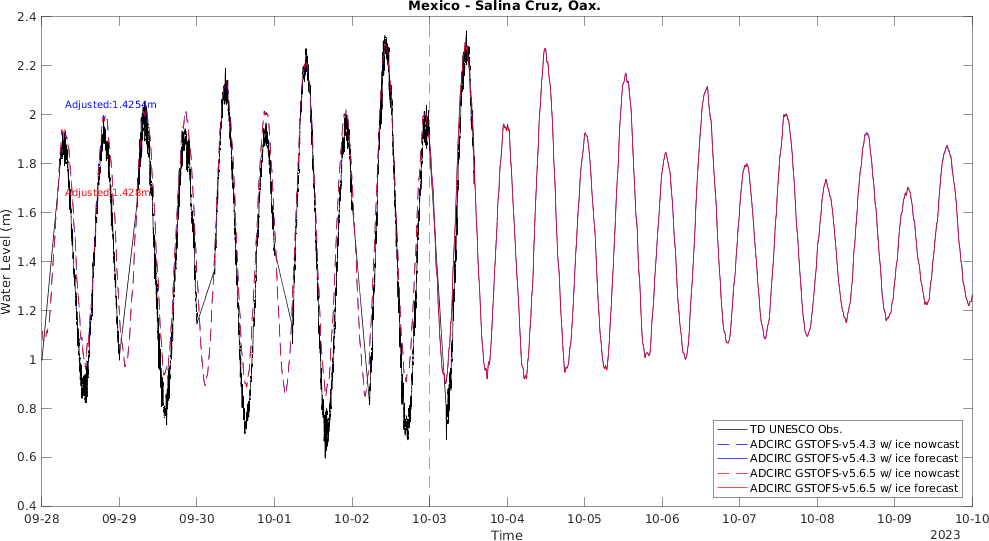 Mexico - Salina Cruz, Oax.
2.4
2.2
2
1.8
1.6
1.4
1.2
1
0.8
0.6
0.4
Water Level (m)
Adjusted:1.4254m
Adjusted:1.428m
TD UNESCO Obs.
ADCIRC GSTOFS-v5.4.3 w/ ice nowcast
ADCIRC GSTOFS-v5.4.3 w/ ice forecast
ADCIRC GSTOFS-v5.6.5 w/ ice nowcast
ADCIRC GSTOFS-v5.6.5 w/ ice forecast
09-28 09-29 09-30 10-01 10-02 10-03 10-04 10-05 10-06 10-07 10-08 10-09 10-10
Time
2023